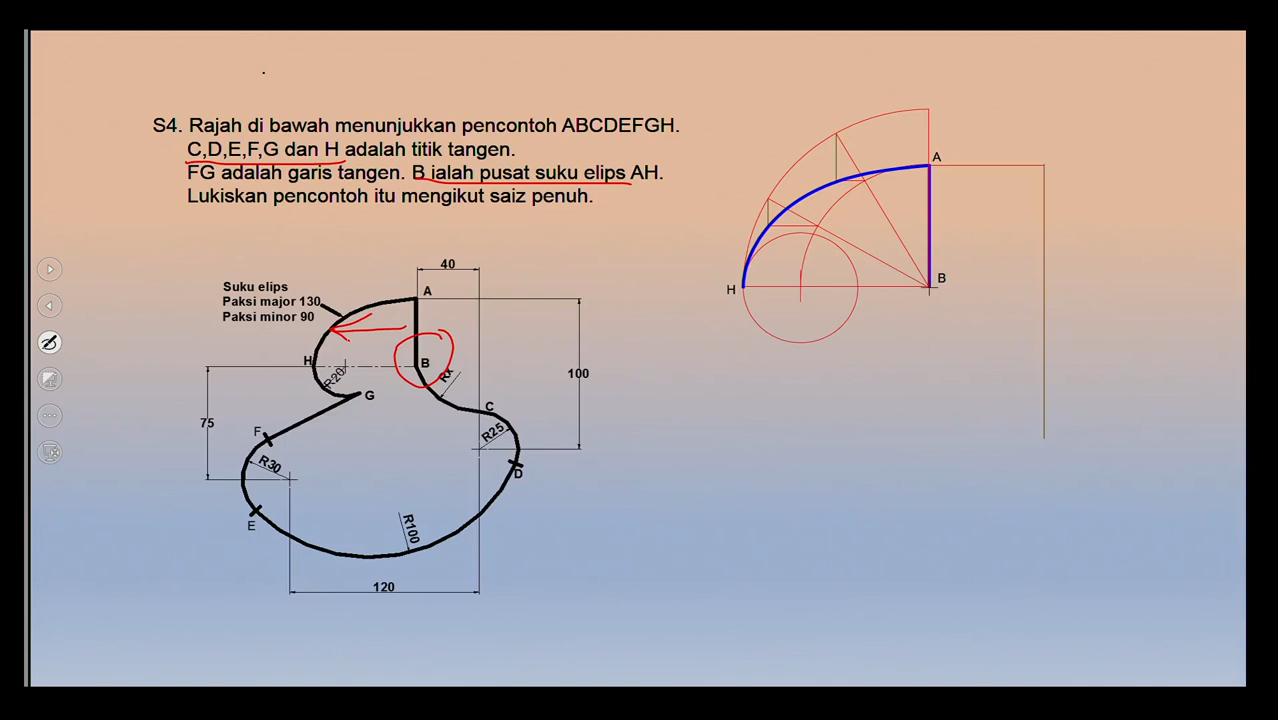 S4. Rajah di bawah menunjukkan pencontoh ABCDEFGH.
C,D,E,F,G dan H adalah titik tangen.
FG adalah garis tangen. B ialah pusat suku elips AH.
Lukiskan pencontoh itu mengikut saiz penuh.
A
B
H
40
Suku elips
Paksi major 130
Paksi minor 90
A
H
B
R20
Rx
100
G
C
75
F
R25
R30
D
E
R100
120